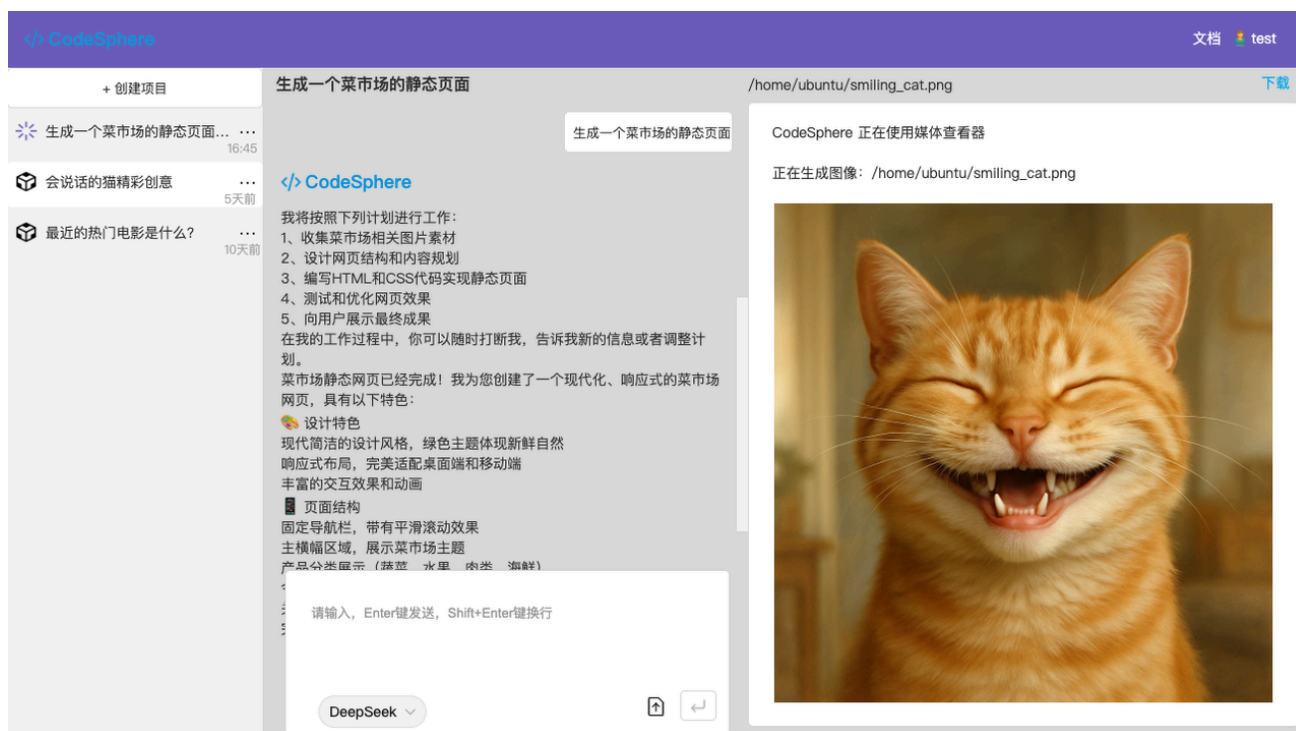 </> CodeSphere
文档 test
+ 创建项目
生成一个菜市场的静态页面... ...
16:45
会说话的猫精彩创意 ...
5天前
最近的热门电影是什么？ ...
10天前
生成一个菜市场的静态页面
生成一个菜市场的静态页面
</> CodeSphere
我将按照下列计划进行工作：
1、收集菜市场相关图片素材
2、设计网页结构和内容规划
3、编写HTML和CSS代码实现静态页面
4、测试和优化网页效果
5、向用户展示最终成果
在我的工作过程中，你可以随时打断我，告诉我新的信息或者调整计
划。
菜市场静态网页已经完成！我为您创建了一个现代化、响应式的菜市场
网页，具有以下特色：
🎨 设计特色
现代简洁的设计风格，绿色主题体现新鲜自然
响应式布局，完美适配桌面端和移动端
丰富的交互效果和动画
📱 页面结构
固定导航栏，带有平滑滚动效果
主横幅区域，展示菜市场主题
产品分类展示（蔬菜、水果、肉类、海鲜）
请输入，Enter键发送，Shift+Enter键换行
DeepSeek
/home/ubuntu/smiling_cat.png 下载
CodeSphere 正在使用媒体查看器
正在生成图像：/home/ubuntu/smiling_cat.png